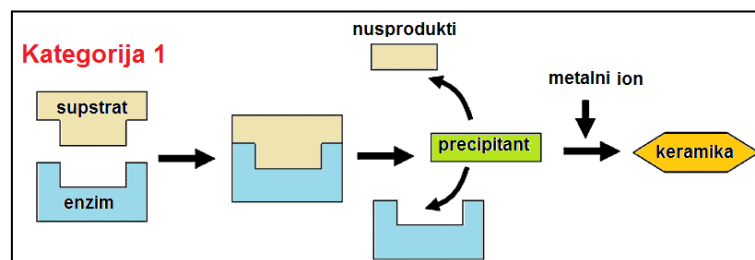 nusprodukti
Kategorija 1
metalni ion
supstrat
precipitant
keramika
enzim